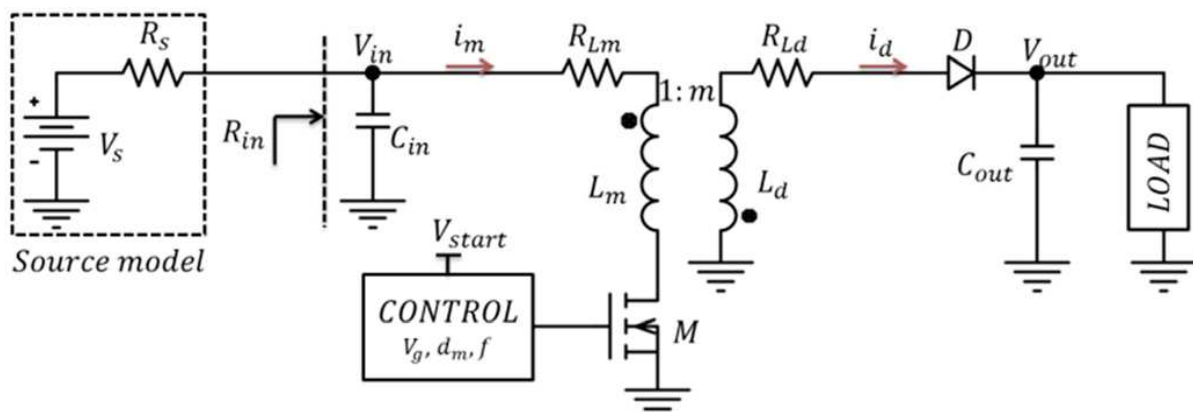 R_s
V_in
i_m
R_Lm
R_Ld
i_d
D
V_out
+
V_s
-
R_in
C_in
1:m
L_m
L_d
C_out
LOAD
V_start
Source model
CONTROL
V_g, d_m, f
M